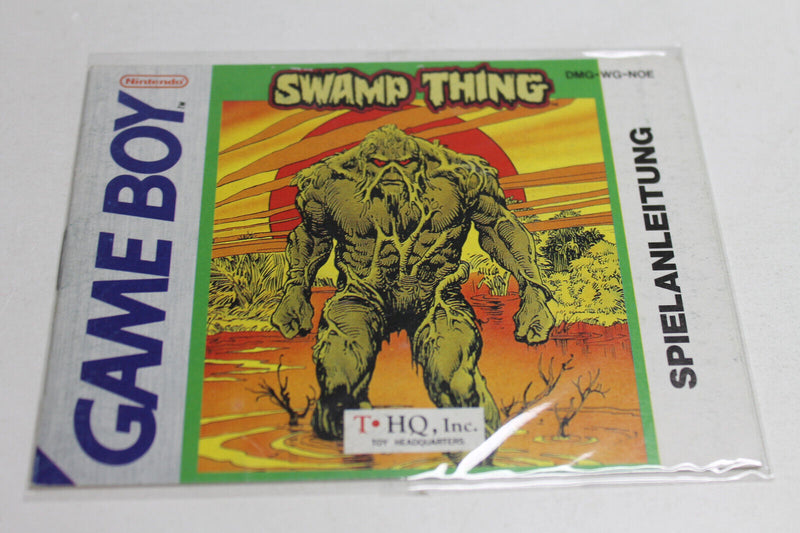 Nintendo
GAME BOY
TM
SWAMP THING
DMG-WG-NOE
SPIELANLEITUNG
T•HQ, Inc.
TOY HEADQUARTERS